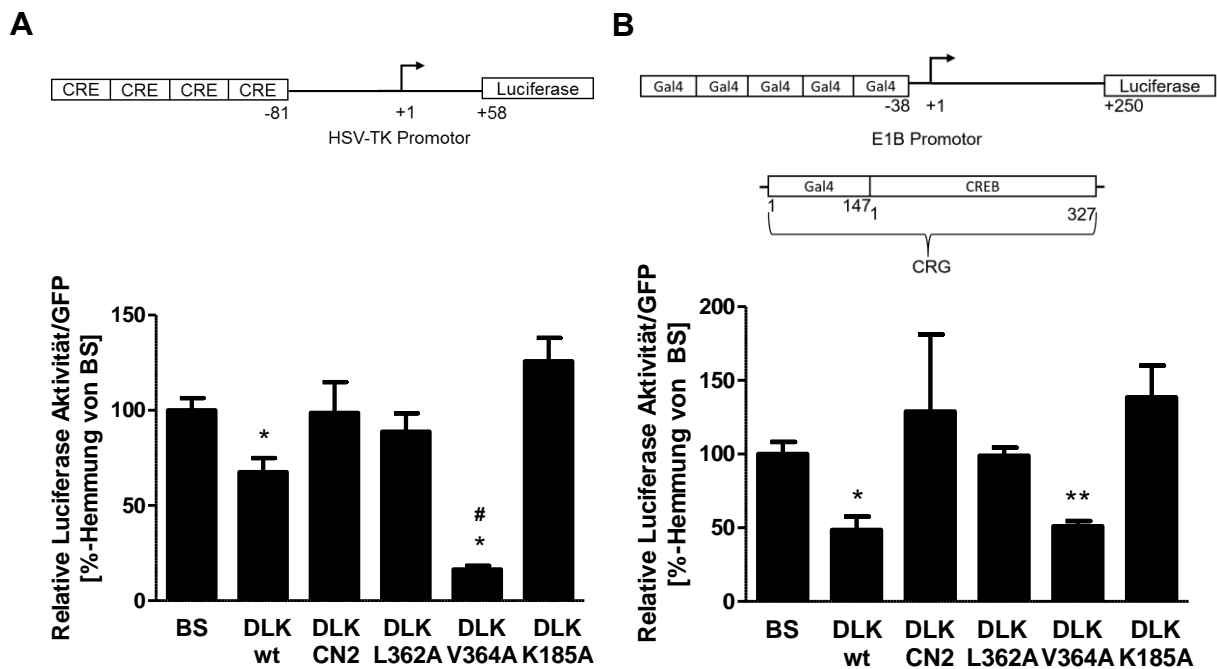 A
CRE CRE CRE CRE Luciferase
-81 +1 +58
HSV-TK Promotor
Relative Luciferase Aktivität/GFP
[%-Hemmung von BS]
150
100
50
0
*
#
*
BS DLK DLK DLK DLK DLK
wt CN2 L362A V364A K185A
B
Gal4 Gal4 Gal4 Gal4 Gal4 Luciferase
-38 +1 +250
E1B Promotor
Gal4 CREB
1 147 1 327
CRG
Relative Luciferase Aktivität/GFP
[%-Hemmung von BS]
200
150
100
50
0
*
**
BS DLK DLK DLK DLK DLK
wt CN2 L362A V364A K185A